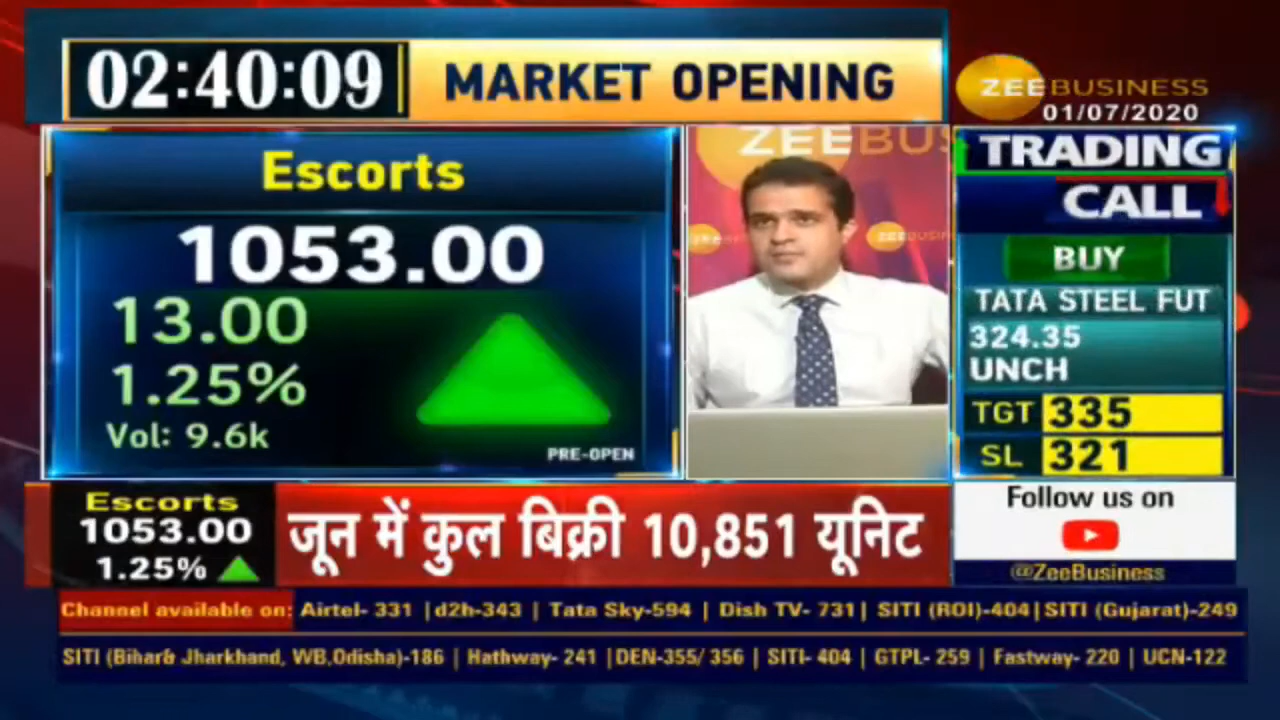 02:40:09
MARKET OPENING
ZEEBUSINESS
01/07/2020
Escorts
1053.00
13.00
1.25%
Vol: 9.6k
PRE-OPEN
ZEEBUS
TRADING
CALL
BUY
TATA STEEL FUT
324.35
UNCH
TGT 335
SL 321
Escorts
1053.00
1.25%
जून में कुल बिक्री 10,851 यूनिट
Follow us on
@ZeeBusiness
Channel available on: Airtel- 331 |d2h-343 | Tata Sky-594 | Dish TV- 731| SITI (ROI)-404|SITI (Gujarat)-249
SITI (Bihar& Jharkhand, WB,Odisha)-186 | Hathway- 241 |DEN-355/ 356 | SITI- 404 | GTPL- 259 | Fastway- 220 | UCN-122